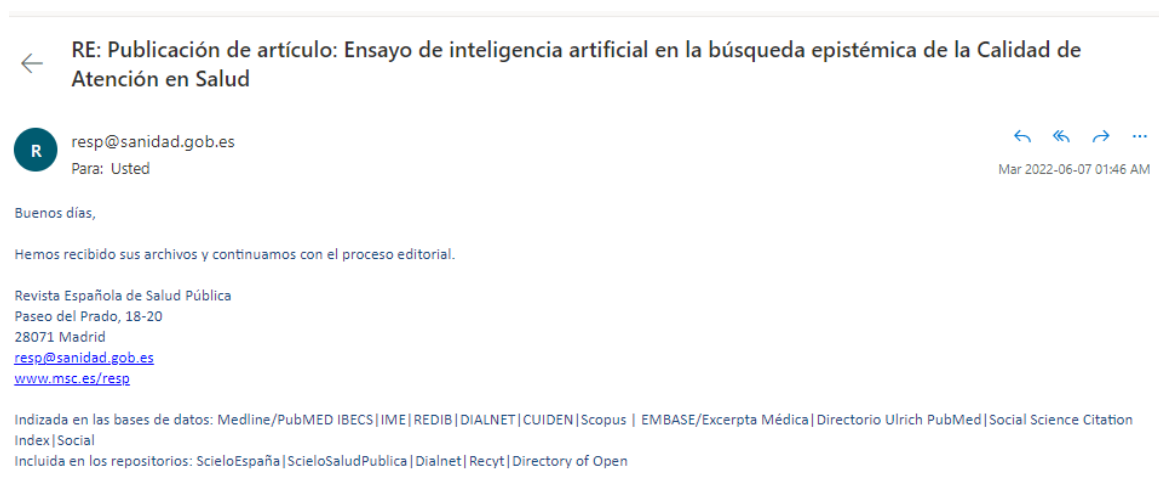 RE: Publicación de artículo: Ensayo de inteligencia artificial en la búsqueda epistémica de la Calidad de
Atención en Salud
R
resp@sanidad.gob.es
Para: Usted
Mar 2022-06-07 01:46 AM
Buenos días,
Hemos recibido sus archivos y continuamos con el proceso editorial.
Revista Española de Salud Pública
Paseo del Prado, 18-20
28071 Madrid
resp@sanidad.gob.es
www.msc.es/resp
Indizada en las bases de datos: Medline/PubMED IBECS|IME|REDIB|DIALNET|CUIDEN|Scopus | EMBASE/Excerpta Médica|Directorio Ulrich PubMed|Social Science Citation
Index|Social
Incluida en los repositorios: ScieloEspaña|ScieloSaludPublica|Dialnet|Recyt|Directory of Open